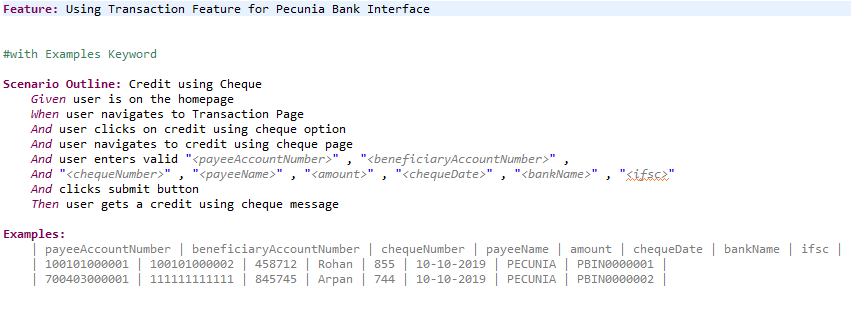 Feature: Using Transaction Feature for Pecunia Bank Interface
#with Examples Keyword
Scenario Outline: Credit using Cheque
Given user is on the homepage
When user navigates to Transaction Page
And user clicks on credit using cheque option
And user navigates to credit using cheque page
And user enters valid "<payeeAccountNumber>" , "<beneficiaryAccountNumber>" ,
And "<chequeNumber>" , "<payeeName>" , "<amount>" , "<chequeDate>" , "<bankName>" , "<ifsc>"
And clicks submit button
Then user gets a credit using cheque message
Examples:
| payeeAccountNumber | beneficiaryAccountNumber | chequeNumber | payeeName | amount | chequeDate | bankName | ifsc |
| 100101000001 | 100101000002 | 458712 | Rohan | 855 | 10-10-2019 | PECUNIA | PBIN0000001 |
| 700403000001 | 111111111111 | 845745 | Arpan | 744 | 10-10-2019 | PECUNIA | PBIN0000002 |